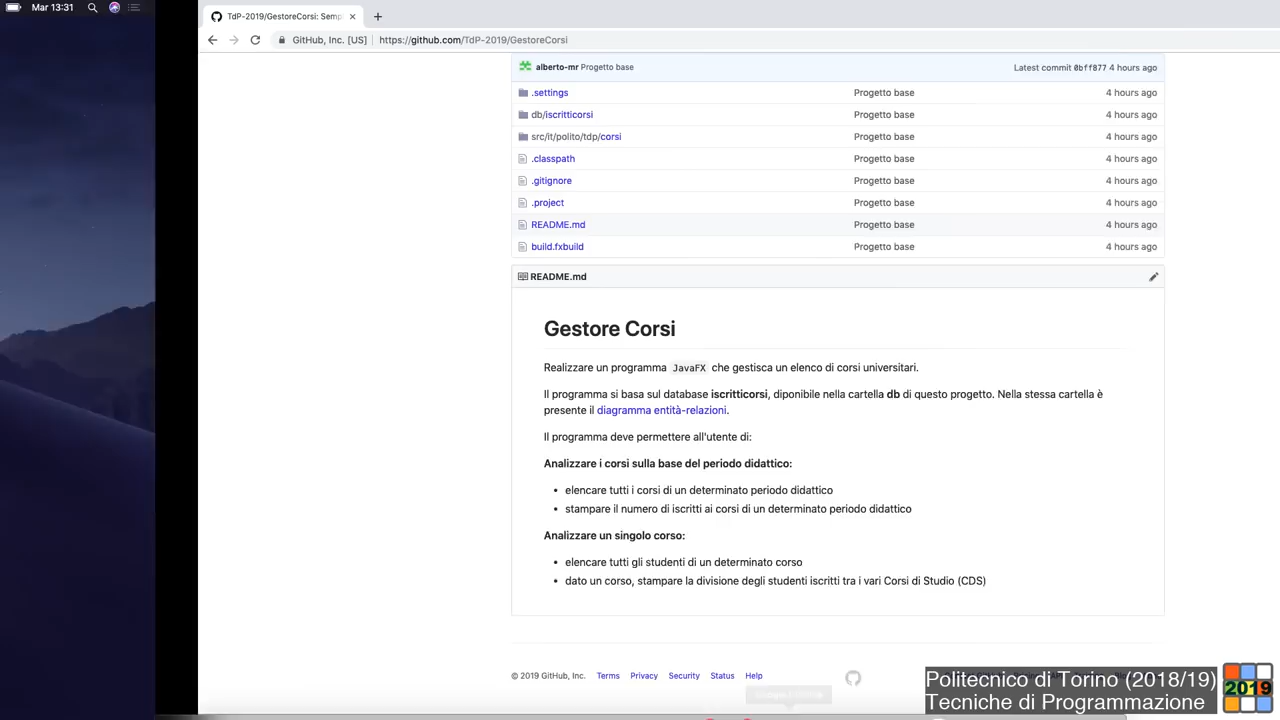 Mar 13:31
TdP-2019/GestoreCorsi: Semp
GitHub, Inc. [US] https://github.com/TdP-2019/GestoreCorsi
alberto-mr Progetto base Latest commit 0bff877 4 hours ago
.settings Progetto base 4 hours ago
db/iscritticorsi Progetto base 4 hours ago
src/it/polito/tdp/corsi Progetto base 4 hours ago
.classpath Progetto base 4 hours ago
.gitignore Progetto base 4 hours ago
.project Progetto base 4 hours ago
README.md Progetto base 4 hours ago
build.fxbuild Progetto base 4 hours ago
README.md
Gestore Corsi
Realizzare un programma JavaFX che gestisca un elenco di corsi universitari.
Il programma si basa sul database iscritticorsi, diponibile nella cartella db di questo progetto. Nella stessa cartella è
presente il diagramma entità-relazioni.
Il programma deve permettere all'utente di:
Analizzare i corsi sulla base del periodo didattico:
• elencare tutti i corsi di un determinato periodo didattico
• stampare il numero di iscritti ai corsi di un determinato periodo didattico
Analizzare un singolo corso:
• elencare tutti gli studenti di un determinato corso
• dato un corso, stampare la divisione degli studenti iscritti tra i vari Corsi di Studio (CDS)
© 2019 GitHub, Inc. Terms Privacy Security Status Help
Politecnico di Torino (2018/19)
Tecniche di Programmazione
2019